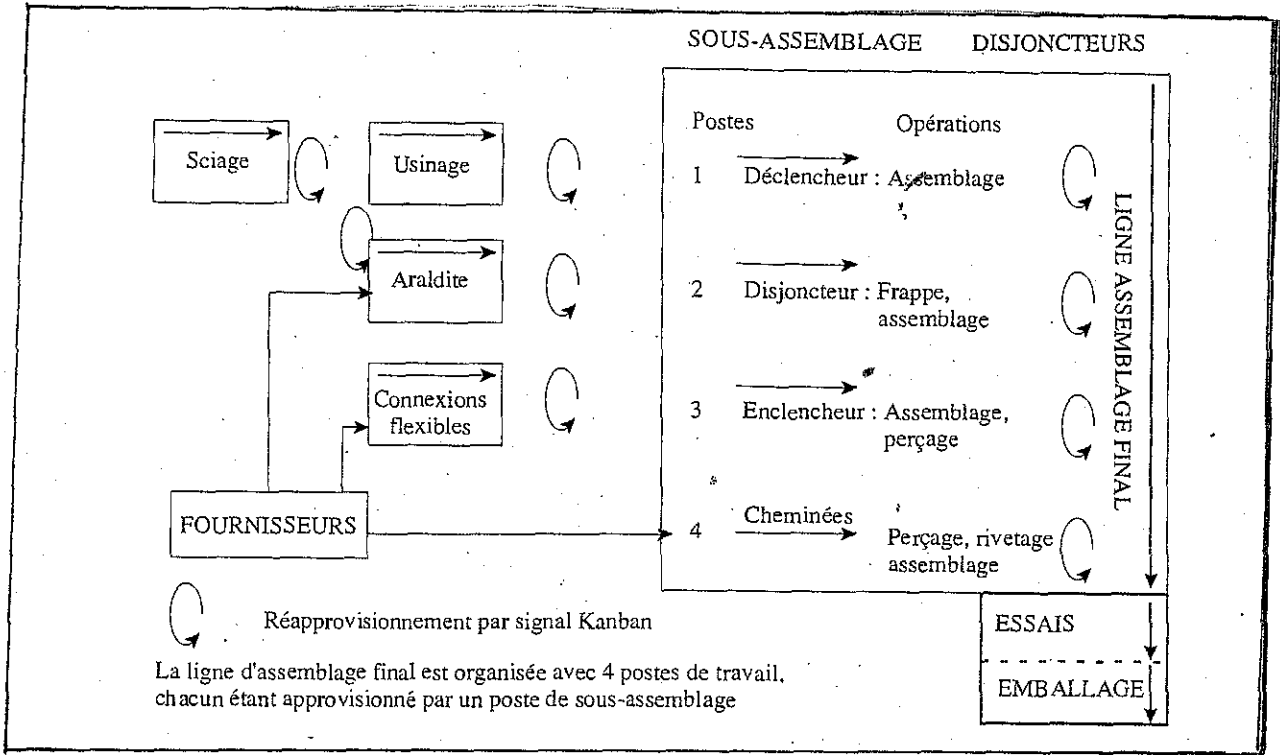 SOUS-ASSEMBLAGE DISJONCTEURS
Sciage
Usinage
Araldite
Connexions
flexibles
FOURNISSEURS
Postes Opérations
1 Déclencheur : Assemblage
2 Disjoncteur : Frappe,
assemblage
3 Enclencheur : Assemblage,
perçage
4 Cheminées
Perçage, rivetage
assemblage
LIGNE ASSEMBLAGE FINAL
ESSAIS
EMBALLAGE
Réapprovisionnement par signal Kanban
La ligne d'assemblage final est organisée avec 4 postes de travail,
chacun étant approvisionné par un poste de sous-assemblage